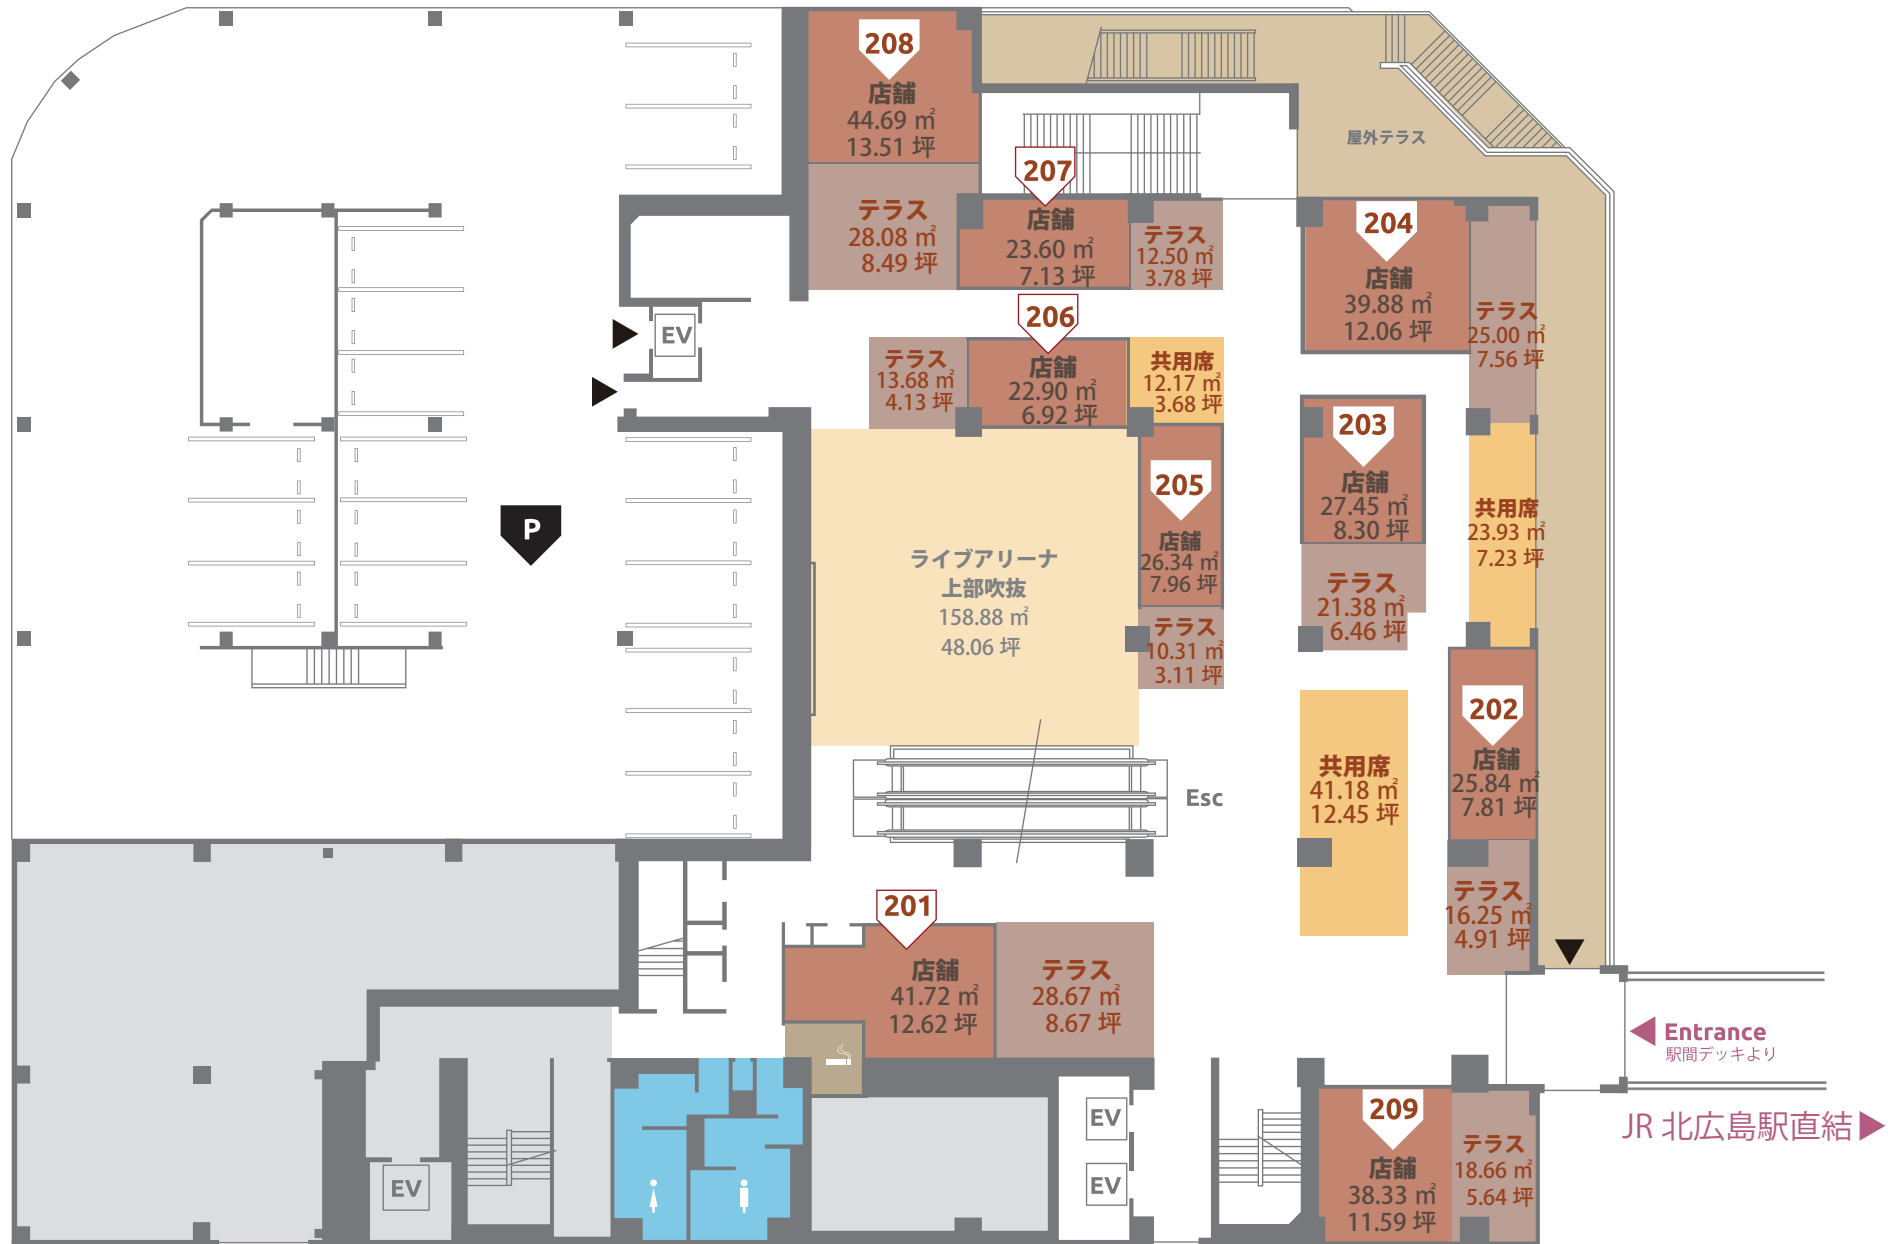 208
店舗
44.69 ㎡
13.51 坪
テラス
28.08 ㎡
8.49 坪
207
店舗
23.60 ㎡
7.13 坪
テラス
12.50 ㎡
3.78 坪
屋外テラス
204
店舗
39.88 ㎡
12.06 坪
テラス
25.00 ㎡
7.56 坪
EV
206
テラス
13.68 ㎡
4.13 坪
店舗
22.90 ㎡
6.92 坪
共用席
12.17 ㎡
3.68 坪
203
店舗
27.45 ㎡
8.30 坪
テラス
21.38 ㎡
6.46 坪
共用席
23.93 ㎡
7.23 坪
P
ライブアリーナ
上部吹抜
158.88 ㎡
48.06 坪
205
店舗
26.34 ㎡
7.96 坪
テラス
10.31 ㎡
3.11 坪
202
店舗
25.84 ㎡
7.81 坪
共用席
41.18 ㎡
12.45 坪
Esc
テラス
16.25 ㎡
4.91 坪
201
店舗
41.72 ㎡
12.62 坪
テラス
28.67 ㎡
8.67 坪
Entrance
駅間デッキより
JR 北広島駅直結
209
店舗
38.33 ㎡
11.59 坪
テラス
18.66 ㎡
5.64 坪
EV
EV
EV